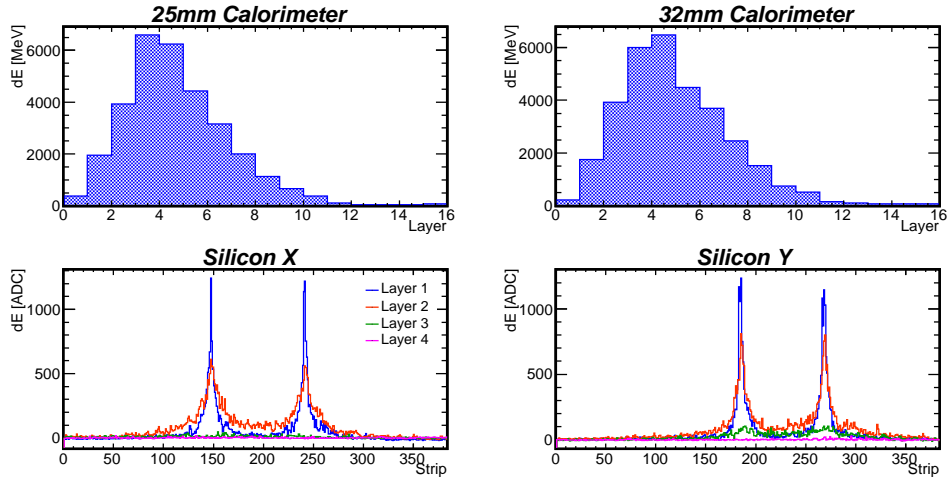 25mm Calorimeter
dE [MeV]
6000
4000
2000
0
0 2 4 6 8 10 12 14 16
Layer
32mm Calorimeter
dE [MeV]
6000
4000
2000
0
0 2 4 6 8 10 12 14 16
Layer
Silicon X
dE [ADC]
1000
500
0
Layer 1
Layer 2
Layer 3
Layer 4
0 50 100 150 200 250 300 350
Strip
Silicon Y
dE [ADC]
1000
500
0
0 50 100 150 200 250 300 350
Strip